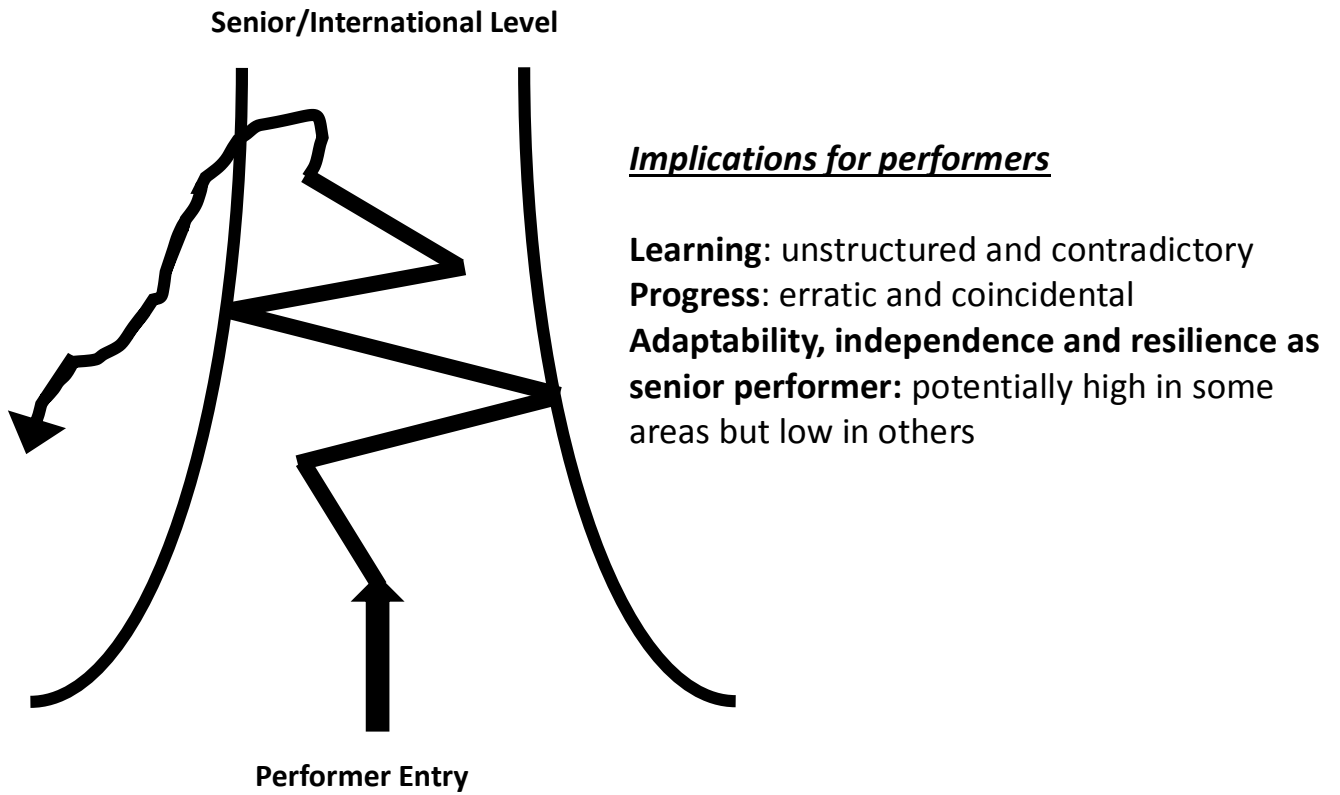 Senior/International Level
Implications for performers
Learning: unstructured and contradictory
Progress: erratic and coincidental
Adaptability, independence and resilience as
senior performer: potentially high in some
areas but low in others
Performer Entry